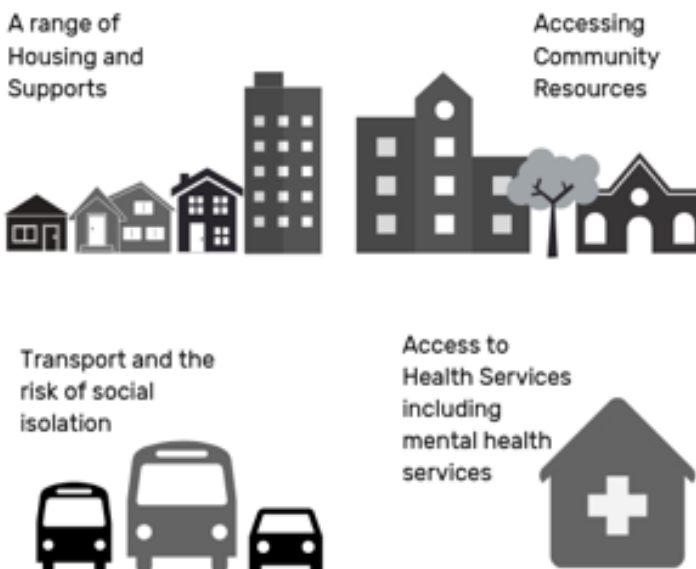 A range of
Housing and
Supports
Accessing
Community
Resources
Transport and the
risk of social
isolation
Access to
Health Services
including
mental health
services